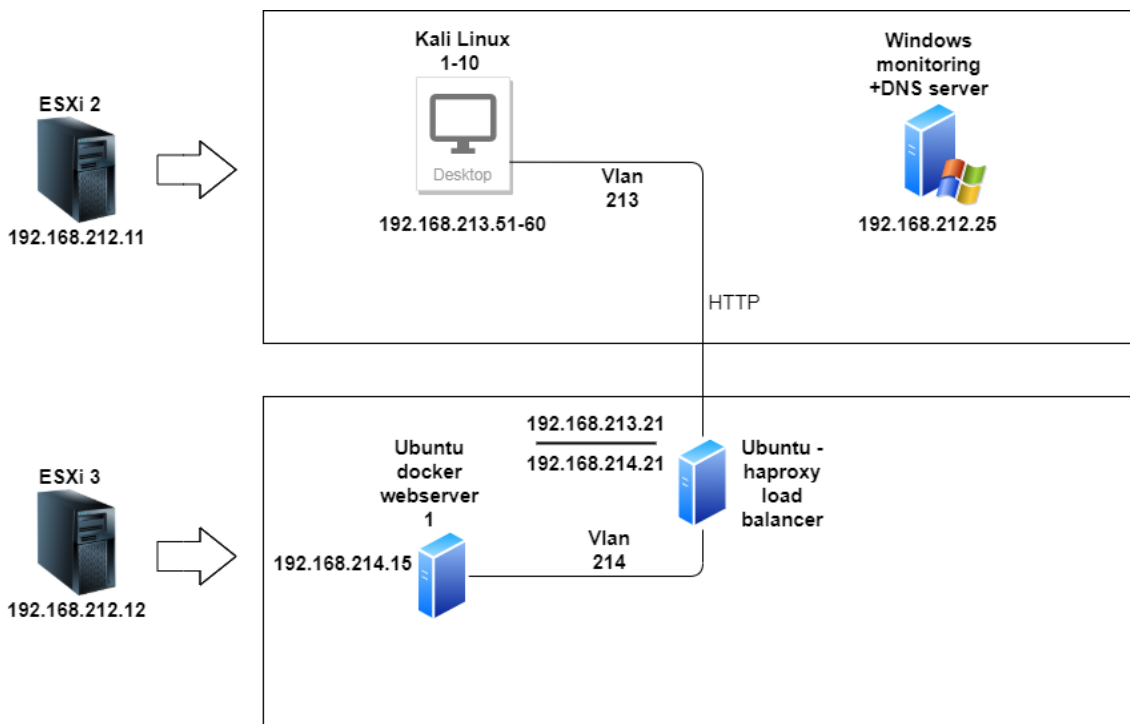 ESXi 2
192.168.212.11
Kali Linux
1-10
Desktop
192.168.213.51-60
Vlan
213
Windows
monitoring
+DNS server
192.168.212.25
HTTP
ESXi 3
192.168.212.12
192.168.213.21
192.168.214.21
Ubuntu
docker
webserver
1
192.168.214.15
Vlan
214
Ubuntu -
haproxy
load
balancer